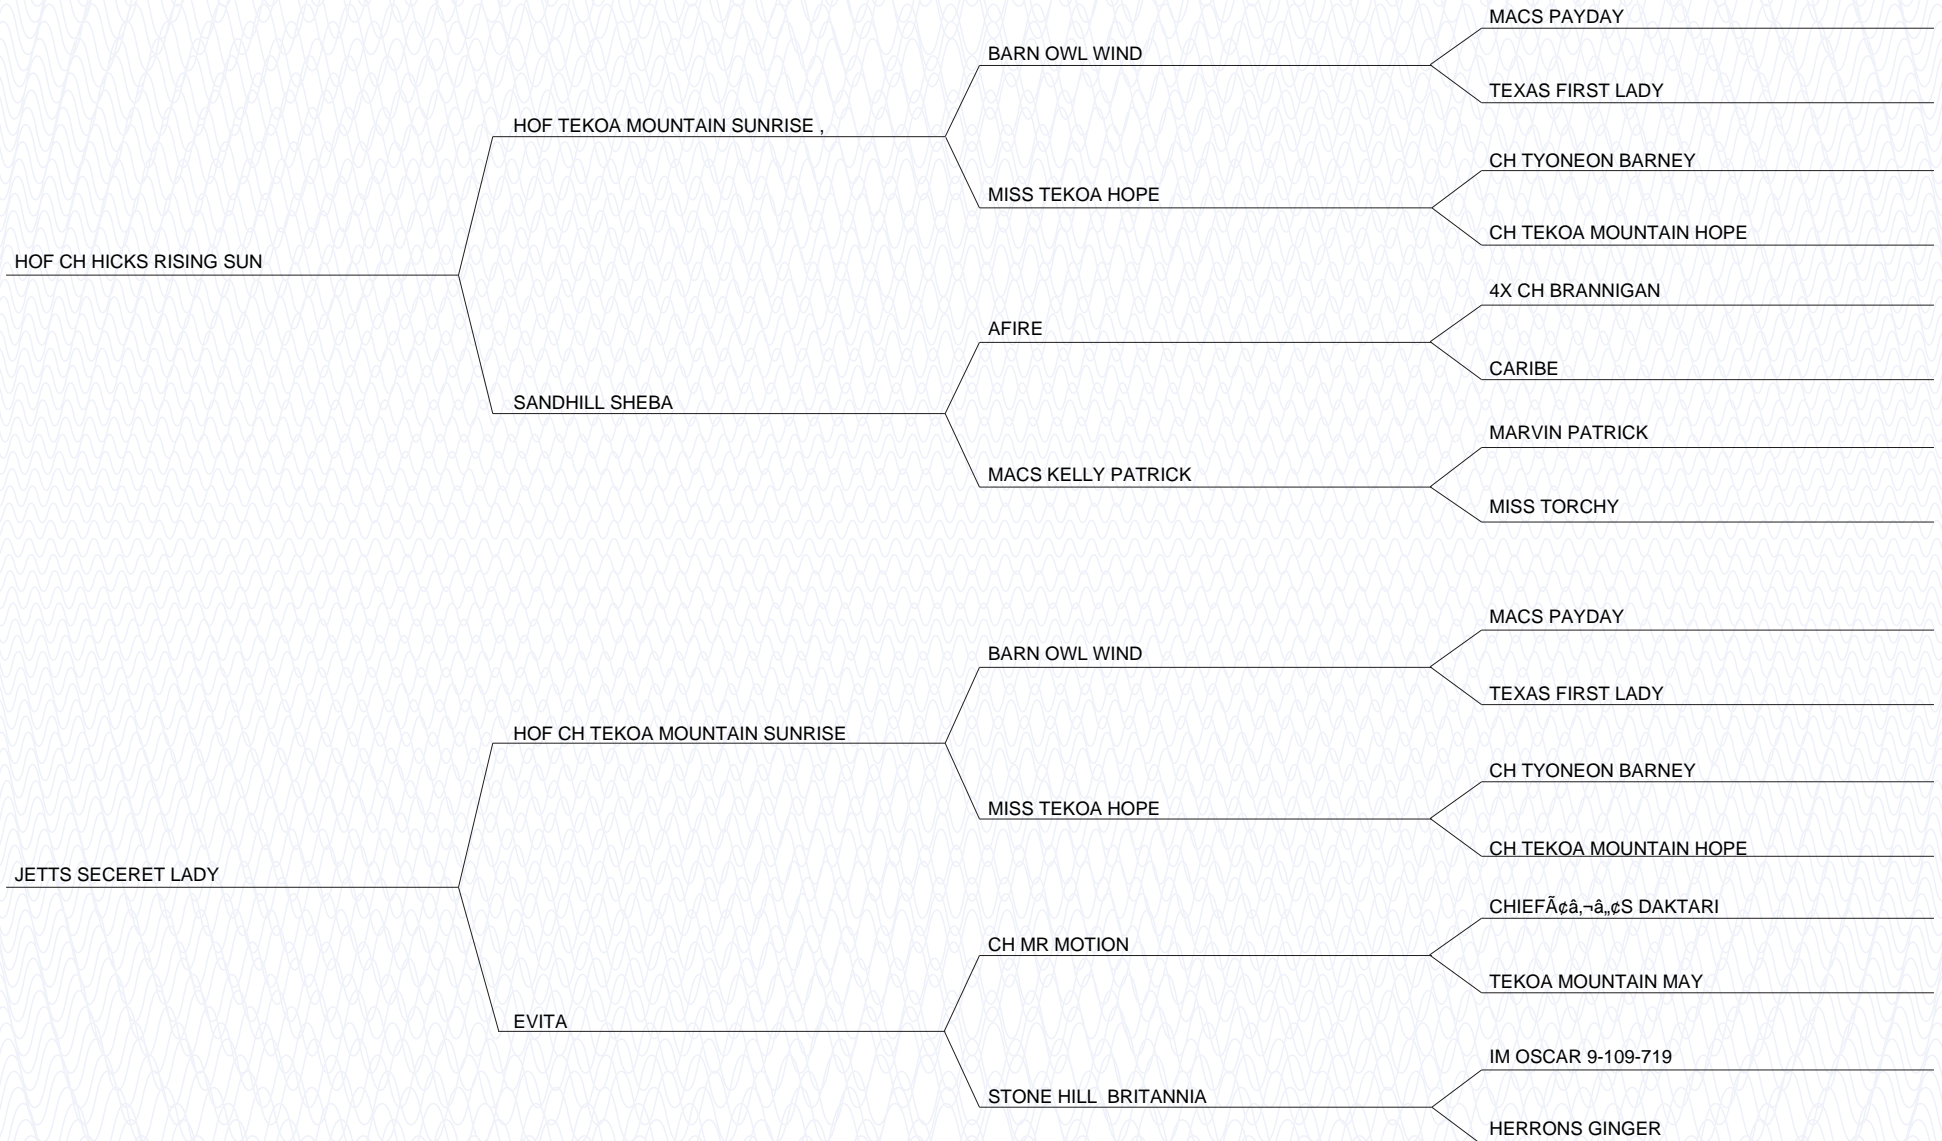 MACS PAYDAY
BARN OWL WIND
TEXAS FIRST LADY
HOF TEKOA MOUNTAIN SUNRISE ,
CH TYONEON BARNEY
MISS TEKOA HOPE
CH TEKOA MOUNTAIN HOPE
HOF CH HICKS RISING SUN
4X CH BRANNIGAN
AFIRE
CARIBE
SANDHILL SHEBA
MARVIN PATRICK
MACS KELLY PATRICK
MISS TORCHY
MACS PAYDAY
BARN OWL WIND
TEXAS FIRST LADY
HOF CH TEKOA MOUNTAIN SUNRISE
CH TYONEON BARNEY
MISS TEKOA HOPE
CH TEKOA MOUNTAIN HOPE
JETTS SECERET LADY
CHIEFÃ¢â‚¬â„¢S DAKTARI
CH MR MOTION
TEKOA MOUNTAIN MAY
EVITA
IM OSCAR 9-109-719
STONE HILL  BRITANNIA
HERRONS GINGER